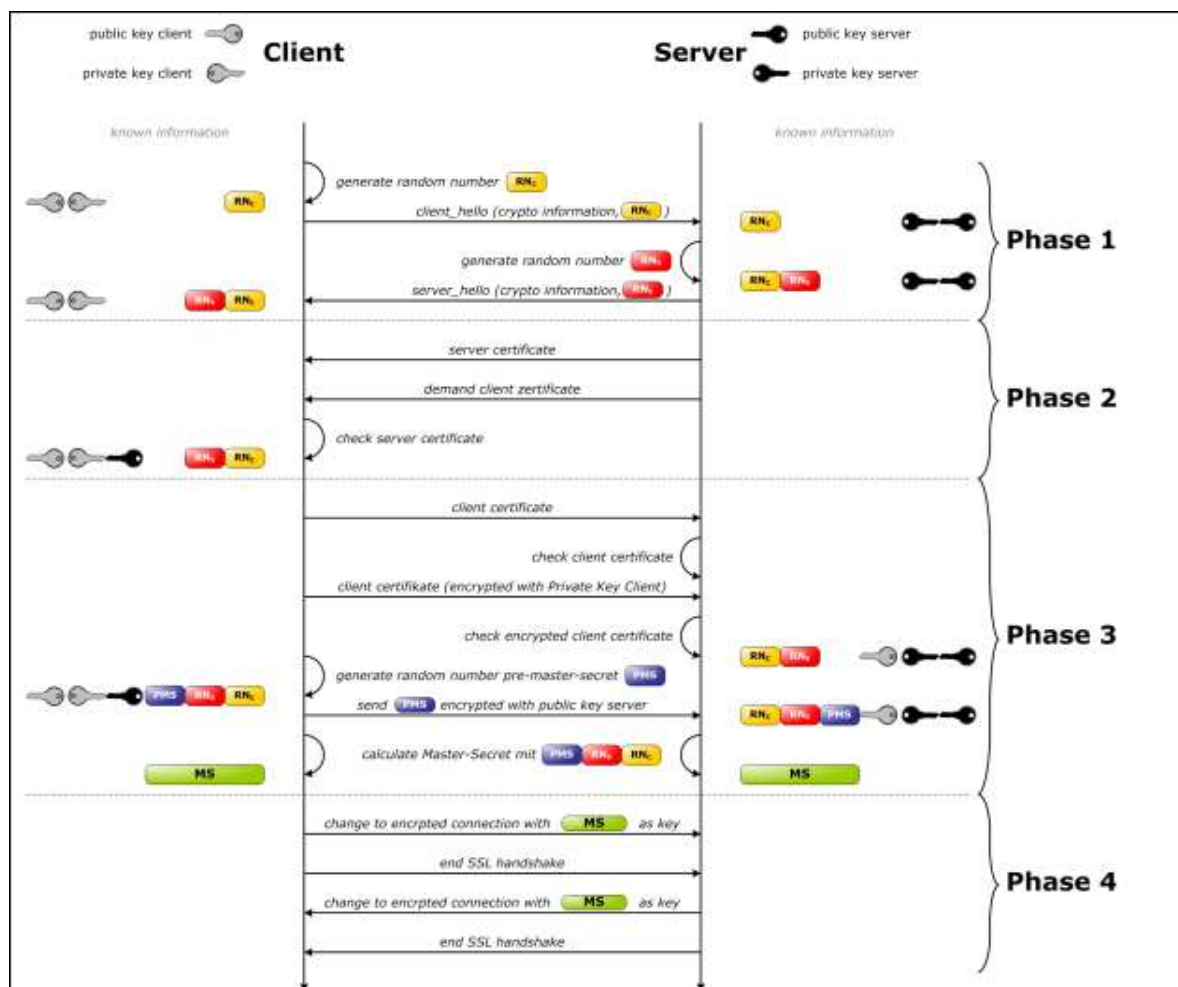 public key client
private key client
Client
Server
public key server
private key server
known information
known information
generate random number RNC
RNC
client_hello (crypto information, RNC )
RNC
Phase 1
generate random number RNS
RNC RNS
server_hello (crypto information, RNS )
RNS RNC
server certificate
demand client zertificate
Phase 2
check server certificate
RNS RNC
client certificate
check client certificate
client certifikate (encrypted with Private Key Client)
check encrypted client certificate
Phase 3
RNC RNS
generate random number pre-master-secret PMS
PMS RNS RNC
send PMS encrypted with public key server
RNC RNS PMS
calculate Master-Secret mit PMS RNS RNC
MS
MS
change to encrpted connection with MS as key
end SSL handshake
Phase 4
change to encrpted connection with MS as key
end SSL handshake